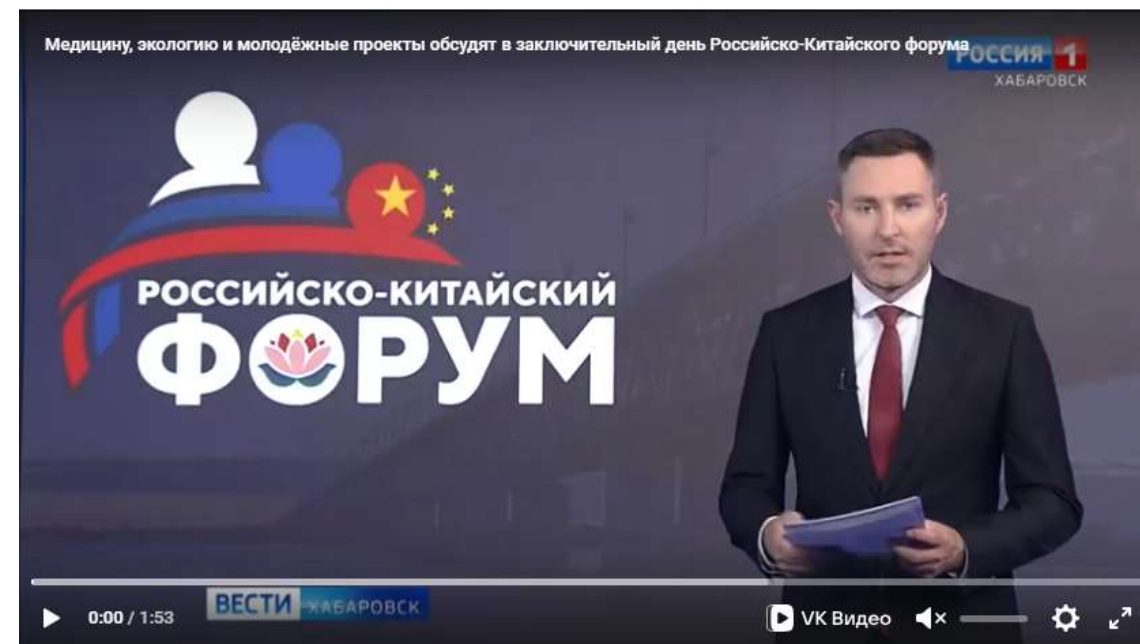 Медицину, экологию и молодёжные проекты обсудят в заключительный день Российско-Китайского форума
РОССИЯ 1
ХАБАРОВСК
РОССИЙСКО-КИТАЙСКИЙ
ФОРУМ
0:00 / 1:53
ВЕСТИ ХАБАРОВСК
VK Видео